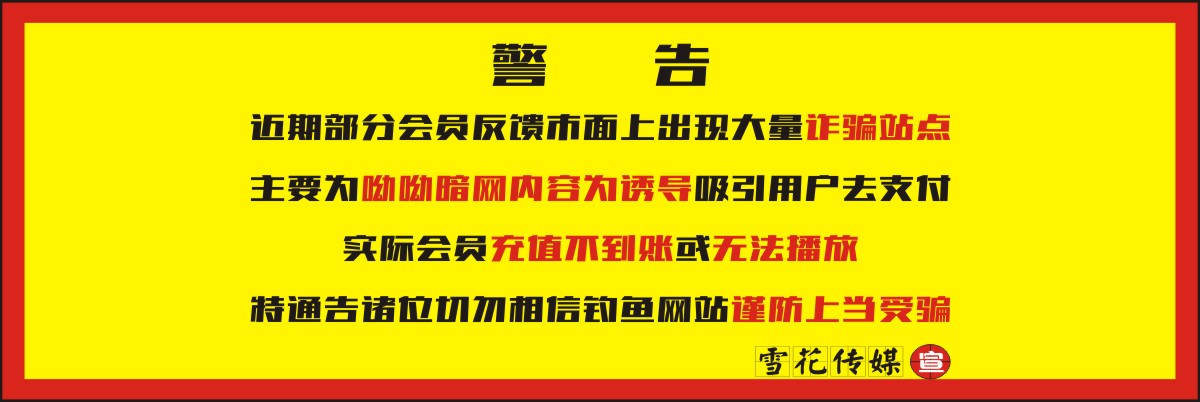 警 告
近期部分会员反馈市面上出现大量诈骗站点
主要为呦呦暗网内容为诱导吸引用户去支付
实际会员充值不到账或无法播放
特通告诸位切勿相信钓鱼网站谨防上当受骗
雪花传媒 宣